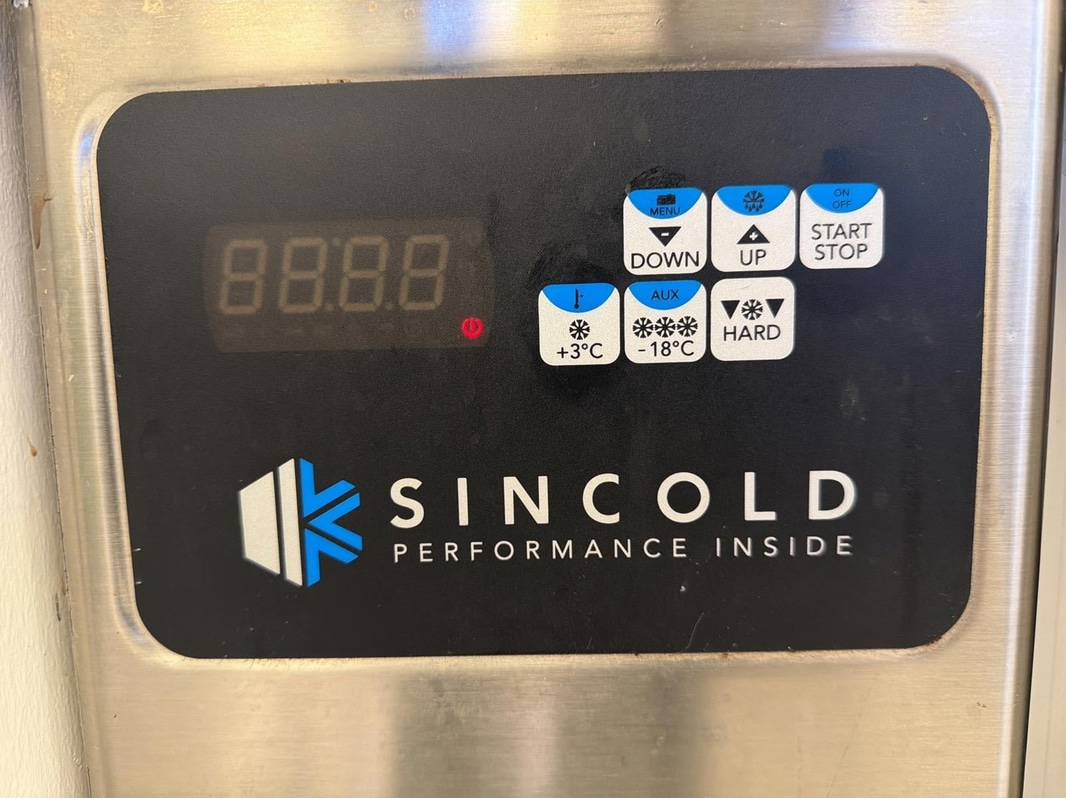 MENU
DOWN
UP
ON
OFF
START
STOP
+3°C
AUX
-18°C
HARD
SINCOLD
PERFORMANCE INSIDE